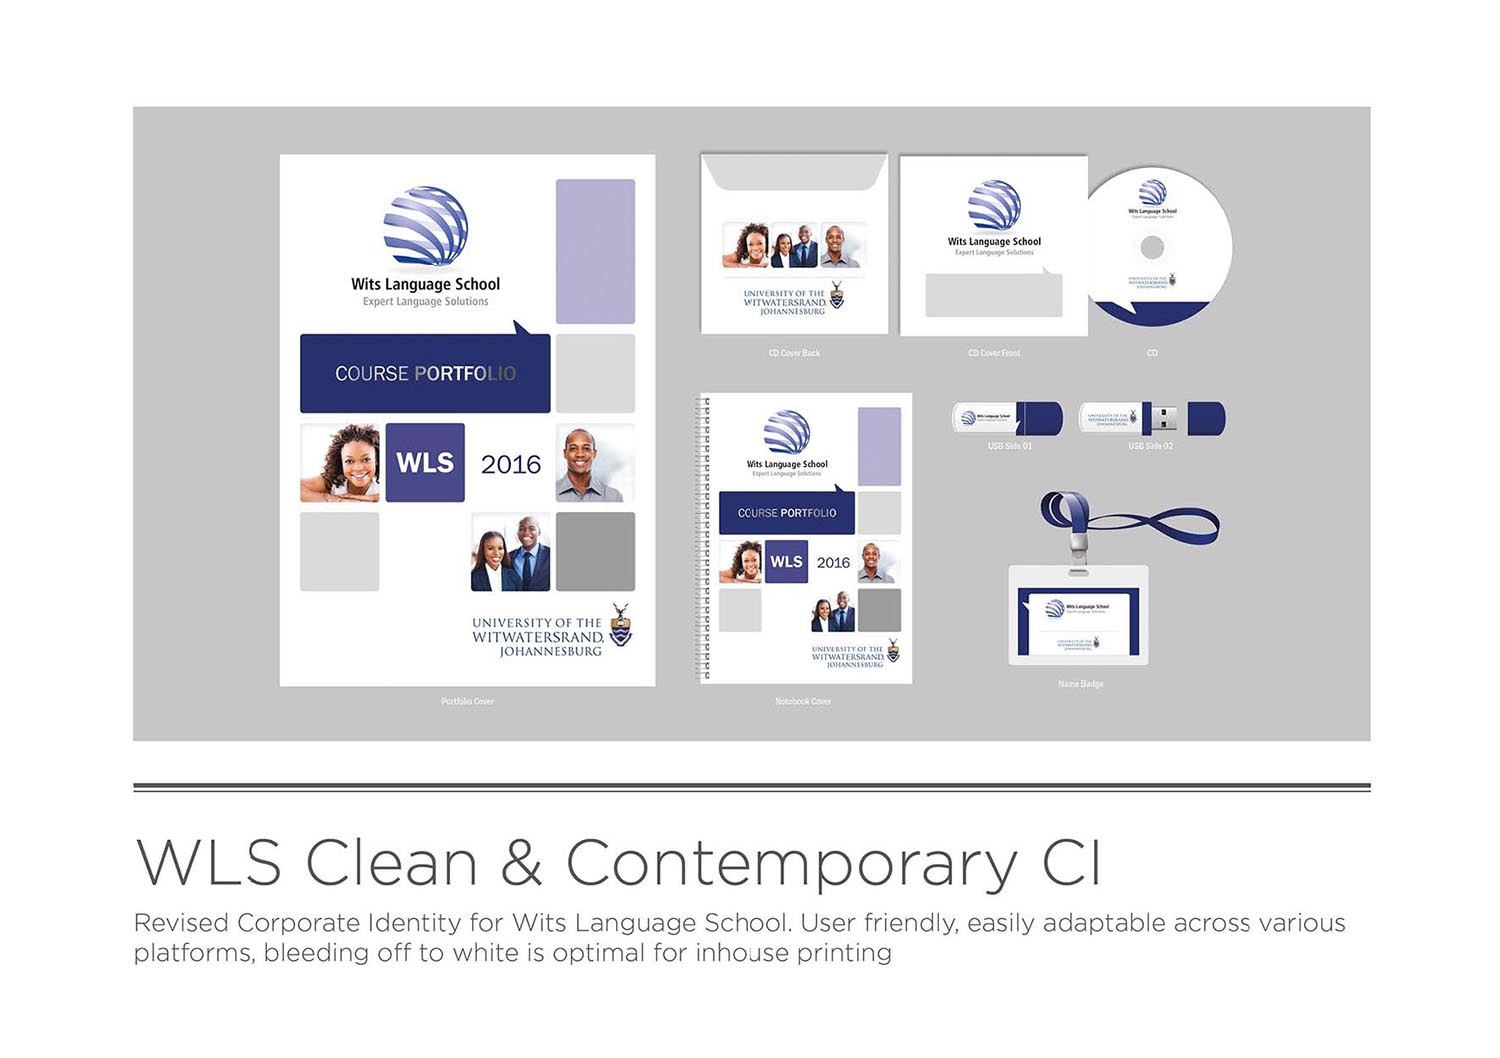 Wits Language School
Expert Language Solutions
COURSE PORTFOLIO
WLS
2016
UNIVERSITY OF THE
WITWATERSRAND,
JOHANNESBURG
Portfolio Cover
UNIVERSITY OF THE
WITWATERSRAND,
JOHANNESBURG
CD Cover Back
Wits Language School
Expert Language Solutions
CD Cover Front
Wits Language School
Expert Language Solutions
UNIVERSITY OF THE
WITWATERSRAND,
JOHANNESBURG
CD
Wits Language School
Expert Language Solutions
COURSE PORTFOLIO
WLS
2016
UNIVERSITY OF THE
WITWATERSRAND,
JOHANNESBURG
Notebook Cover
Wits Language School
USB Side 01
UNIVERSITY OF THE
WITWATERSRAND,
JOHANNESBURG
USB Side 02
Wits Language School
Expert Language Solutions
UNIVERSITY OF THE
WITWATERSRAND,
JOHANNESBURG
Name Badge
WLS Clean & Contemporary CI
Revised Corporate Identity for Wits Language School. User friendly, easily adaptable across various
platforms, bleeding off to white is optimal for inhouse printing